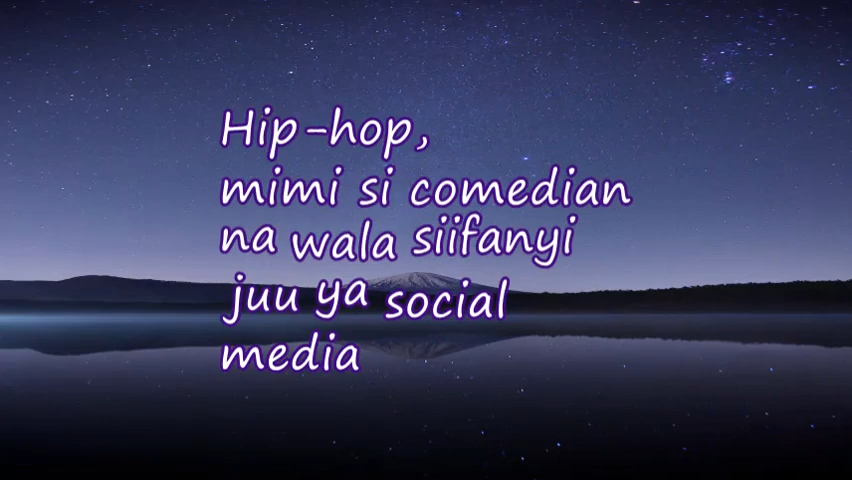 Hip-hop,
mimi si comedian
na wala siifanyi
juu ya social
media